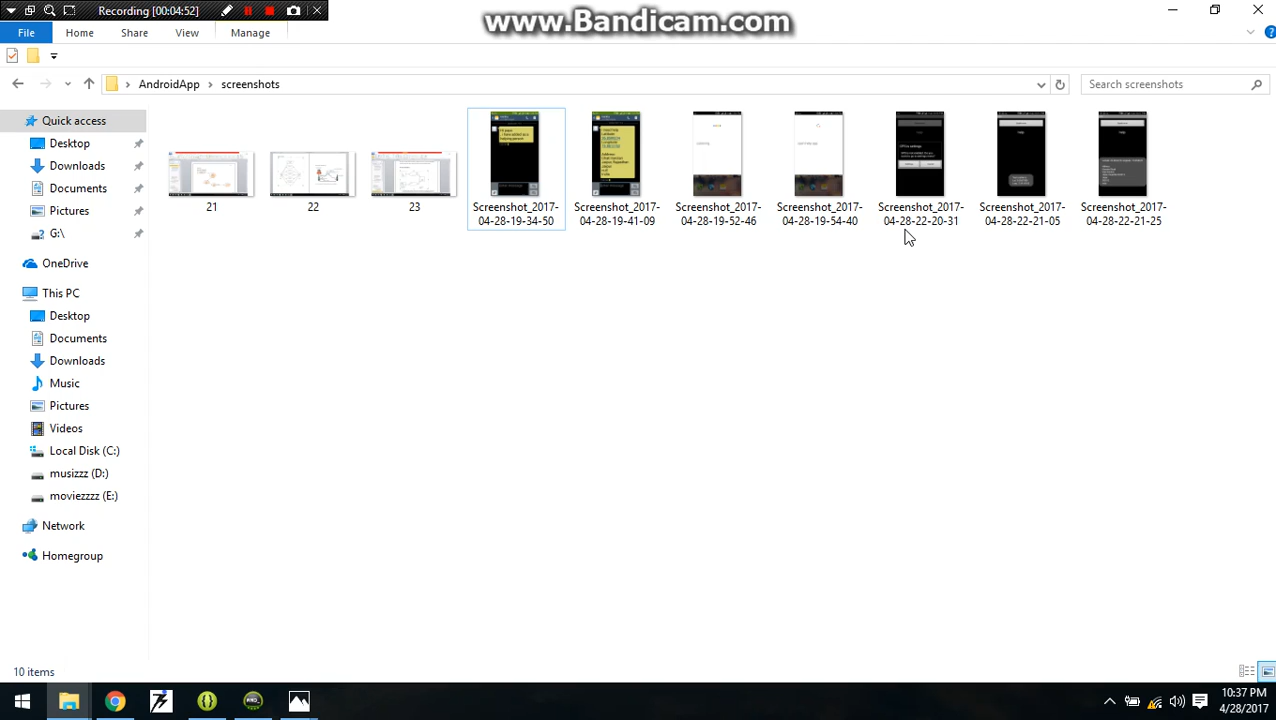 Recording [00:04:52]
www.Bandicam.com
File
Home
Share
View
Manage
AndroidApp
screenshots
Search screenshots
Quick access
Desktop
Downloads
Documents
Pictures
G:\
OneDrive
This PC
Desktop
Documents
Downloads
Music
Pictures
Videos
Local Disk (C:)
musizzz (D:)
moviezzzz (E:)
Network
Homegroup
21
22
23
Screenshot_2017-
04-28-19-34-50
Screenshot_2017-
04-28-19-41-09
Screenshot_2017-
04-28-19-52-46
Screenshot_2017-
04-28-19-54-40
Screenshot_2017-
04-28-22-20-31
Screenshot_2017-
04-28-22-21-05
Screenshot_2017-
04-28-22-21-25
10 items
10:37 PM
4/28/2017